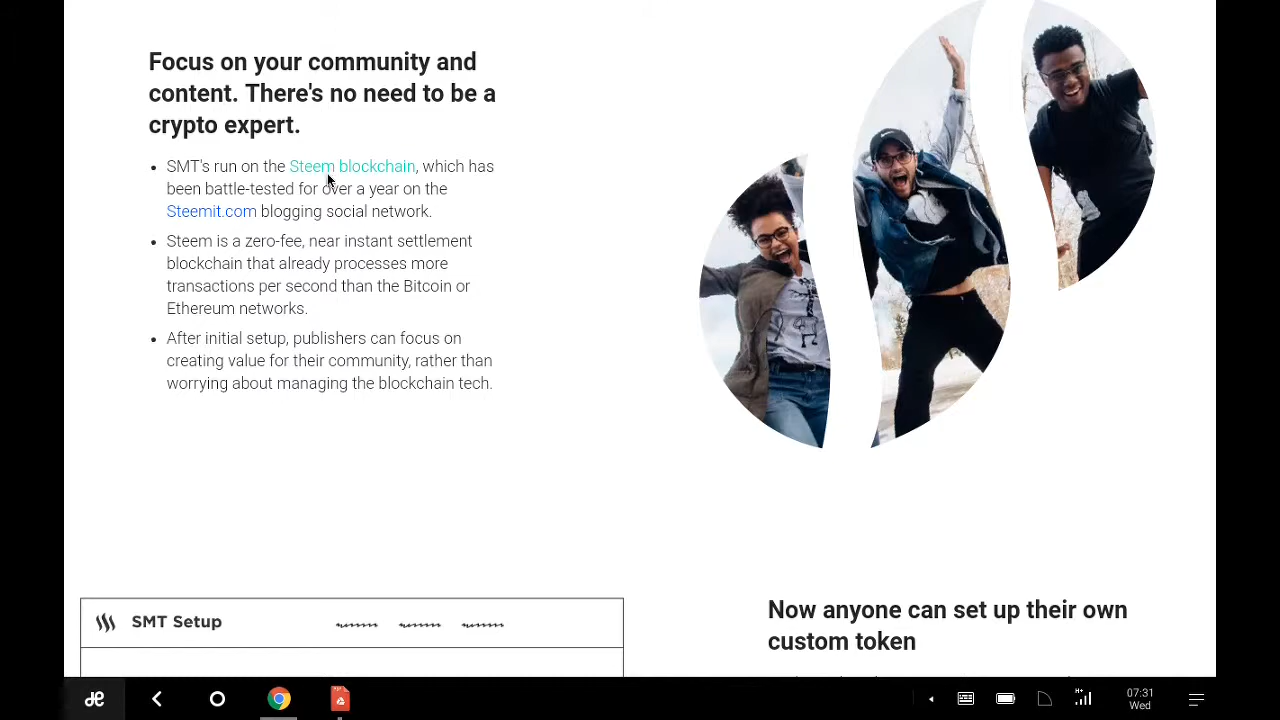 Focus on your community and
content. There's no need to be a
crypto expert.
• SMT's run on the Steem blockchain, which has
been battle-tested for over a year on the
Steemit.com blogging social network.
• Steem is a zero-fee, near instant settlement
blockchain that already processes more
transactions per second than the Bitcoin or
Ethereum networks.
• After initial setup, publishers can focus on
creating value for their community, rather than
worrying about managing the blockchain tech.
SMT Setup
Now anyone can set up their own
custom token
H+
07:31
Wed